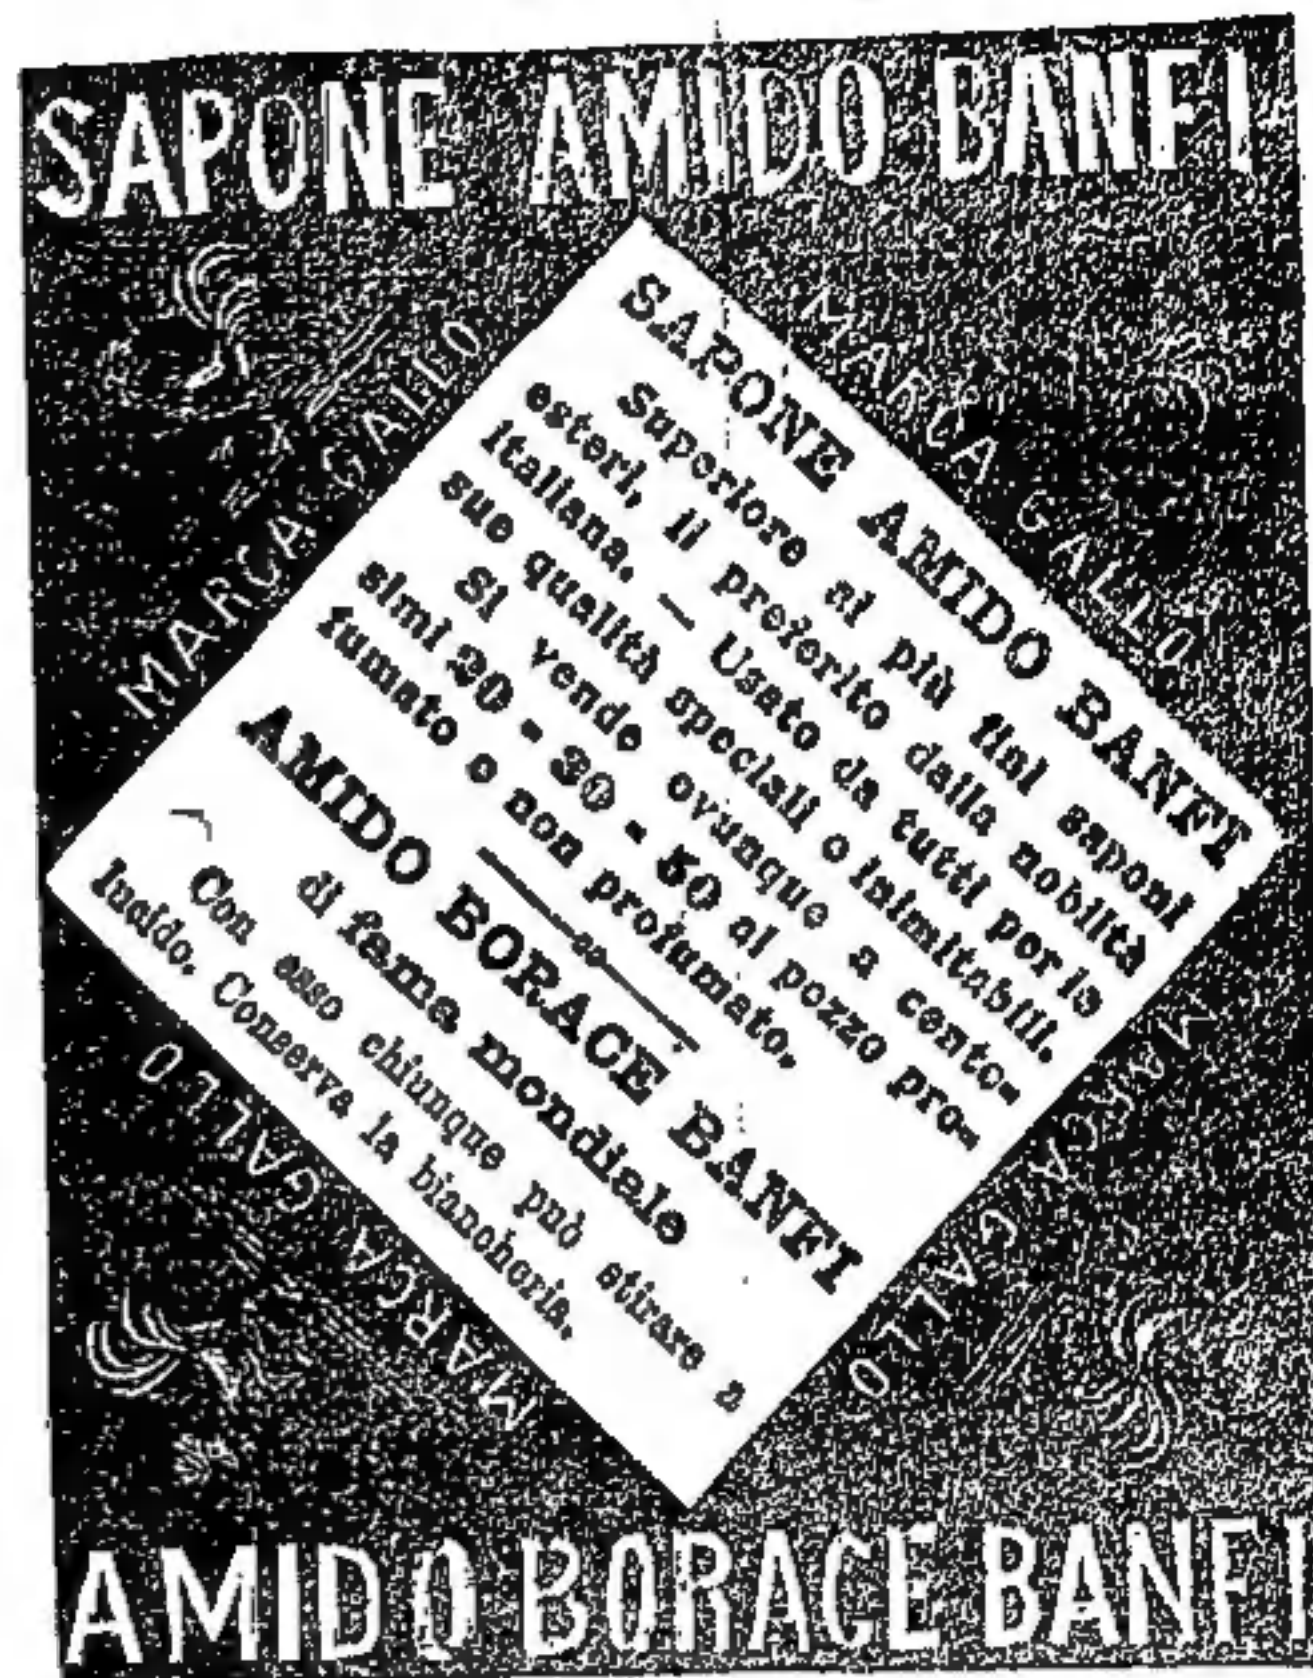 SAPONE AMIDO BANFI
MARCA GALLO
MARCA GALLO
SAPONE AMIDO BANFI
Superiore ai più fini saponi
esteri, il preferito dalla nobiltà
italiana. — Usato da tutti per le
sue qualità speciali e inimitabili.
Si vende ovunque a cente-
simi 20 - 30 - 50 al pezzo pro-
fumato e non profumato.
AMIDO BORACE BANFI
di fama mondiale
Con esso chiunque può stirare a
lucido. Conserva la biancheria.
MARCA GALLO
MARCA GALLO
AMIDO BORACE BANFI